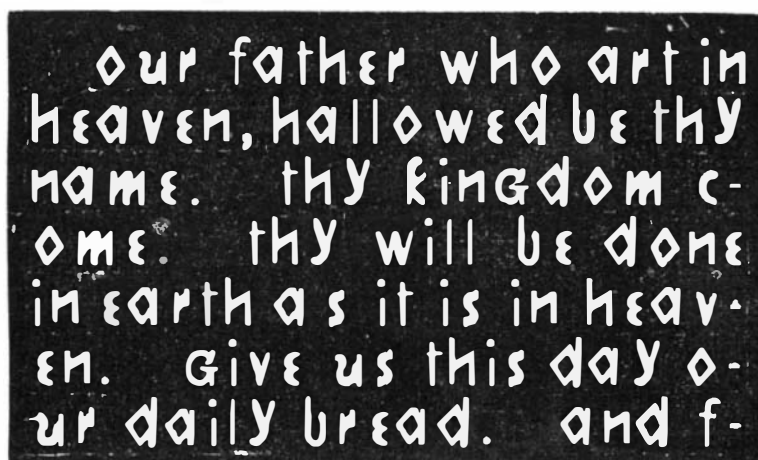 our father who art in
heaven, hallowed be thy
name. thy kingdom c-
ome. thy will be done
in earth as it is in heav-
en. Give us this day o-
ur daily bread. and f-